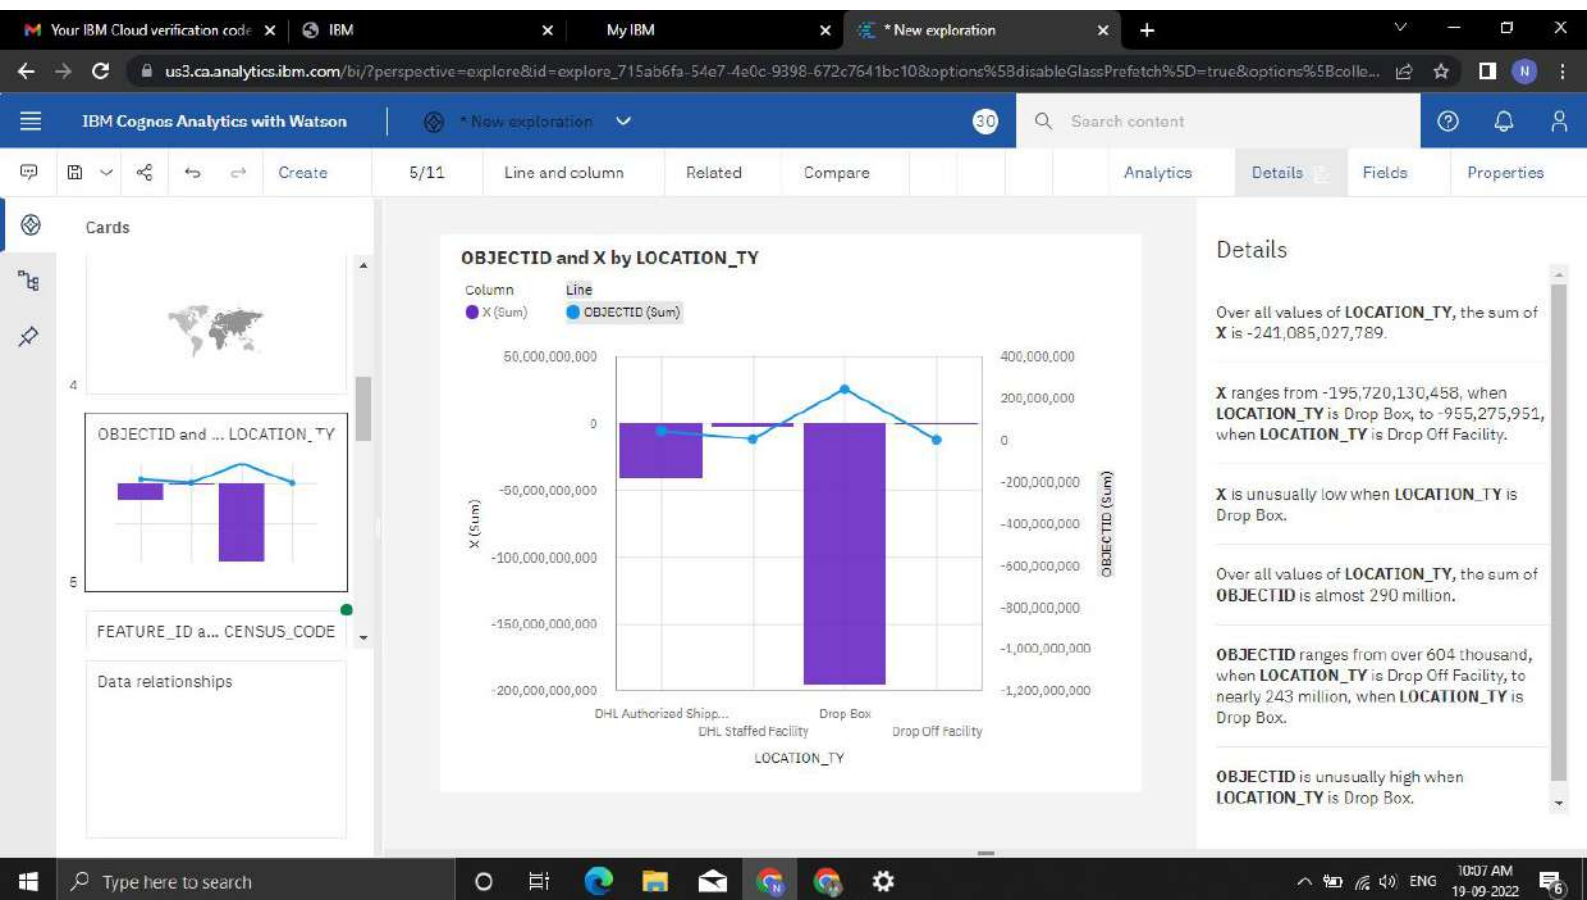 Your IBM Cloud verification code
IBM
My IBM
* New exploration
us3.ca.analytics.ibm.com/bi/?perspective=explore&id=explore_715ab6fa-54e7-4e0c-9398-672c7641bc10&options%5BdisableGlassPrefetch%5D=true&options%5Bcolle...
N
IBM Cognos Analytics with Watson
* New exploration
30
Search content
Create
5/11
Line and column
Related
Compare
Analytics
Details
Fields
Properties
Cards
4
OBJECTID and ... LOCATION_TY
5
FEATURE_ID a... CENSUS_CODE
Data relationships
OBJECTID and X by LOCATION_TY
Column
Line
X (Sum)
OBJECTID (Sum)
50,000,000,000
0
-50,000,000,000
-100,000,000,000
-150,000,000,000
-200,000,000,000
X (Sum)
400,000,000
200,000,000
0
-200,000,000
-400,000,000
-600,000,000
-800,000,000
-1,000,000,000
-1,200,000,000
OBJECTID (Sum)
DHL Authorized Shipp...
DHL Staffed Facility
Drop Box
Drop Off Facility
LOCATION_TY
Details
Over all values of LOCATION_TY, the sum of
X is -241,085,027,789.
X ranges from -195,720,130,458, when
LOCATION_TY is Drop Box, to -955,275,951,
when LOCATION_TY is Drop Off Facility.
X is unusually low when LOCATION_TY is
Drop Box.
Over all values of LOCATION_TY, the sum of
OBJECTID is almost 290 million.
OBJECTID ranges from over 604 thousand,
when LOCATION_TY is Drop Off Facility, to
nearly 243 million, when LOCATION_TY is
Drop Box.
OBJECTID is unusually high when
LOCATION_TY is Drop Box.
Type here to search
ENG
10:07 AM
19-09-2022
6